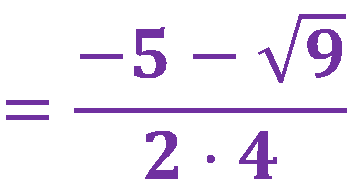 = (−5 − √9) / (2 · 4)